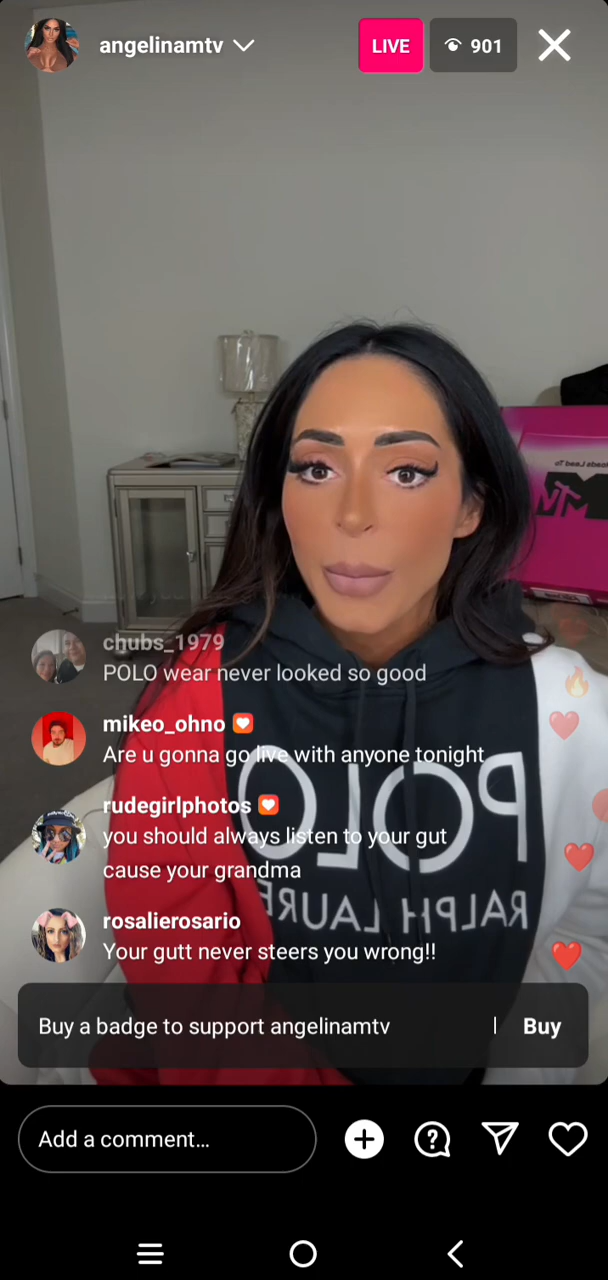 angelinamtv
LIVE
901
MTV
chubs_1979
POLO wear never looked so good
mikeo_ohno
Are u gonna go live with anyone tonight
rudegirlphotos
you should always listen to your gut
cause your grandma
rosalierosario
Your gutt never steers you wrong!!
POLO
RALPH LAURE
Buy a badge to support angelinamtv
Buy
Add a comment...